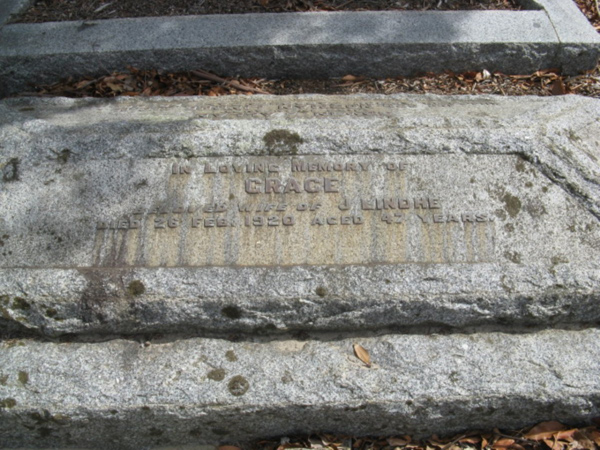 IN LOVING MEMORY OF
GRACE
WIFE OF J LINDHE
DIED 26 FEB. 1920 AGED 47 YEARS